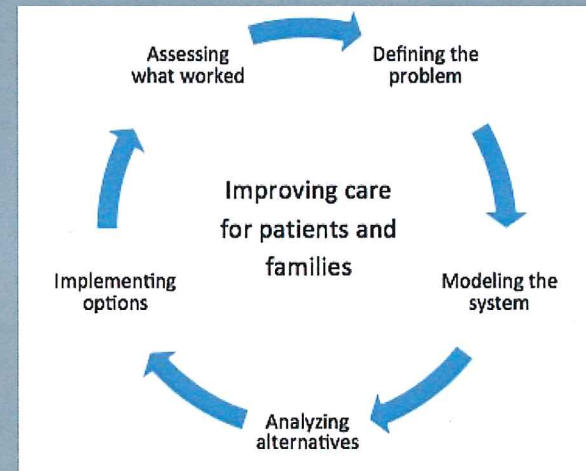 Assessing
what worked
Defining the
problem
Improving care
for patients and
families
Implementing
options
Modeling the
system
Analyzing
alternatives